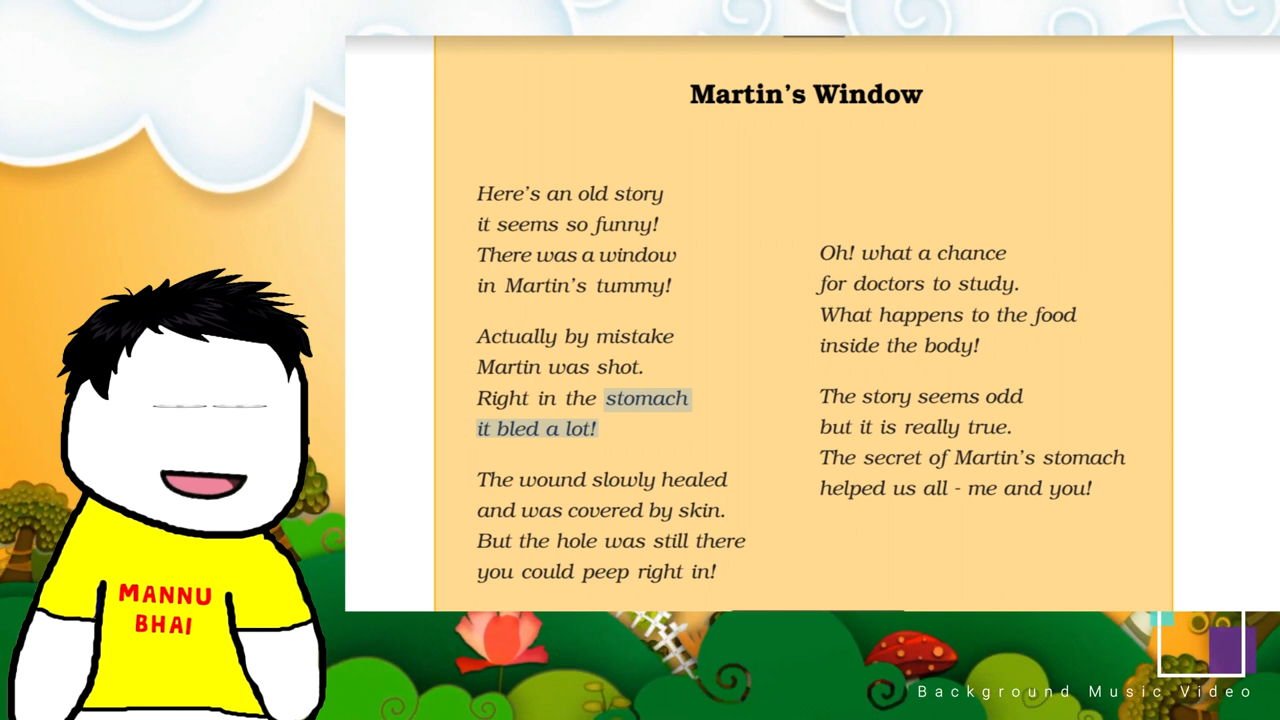 Martin's Window
Here's an old story
it seems so funny!
There was a window
in Martin's tummy!
Actually by mistake
Martin was shot.
Right in the stomach
it bled a lot!
The wound slowly healed
and was covered by skin.
But the hole was still there
you could peep right in!
Oh! what a chance
for doctors to study.
What happens to the food
inside the body!
The story seems odd
but it is really true.
The secret of Martin's stomach
helped us all - me and you!
MANNU
BHAI
Background Music Video